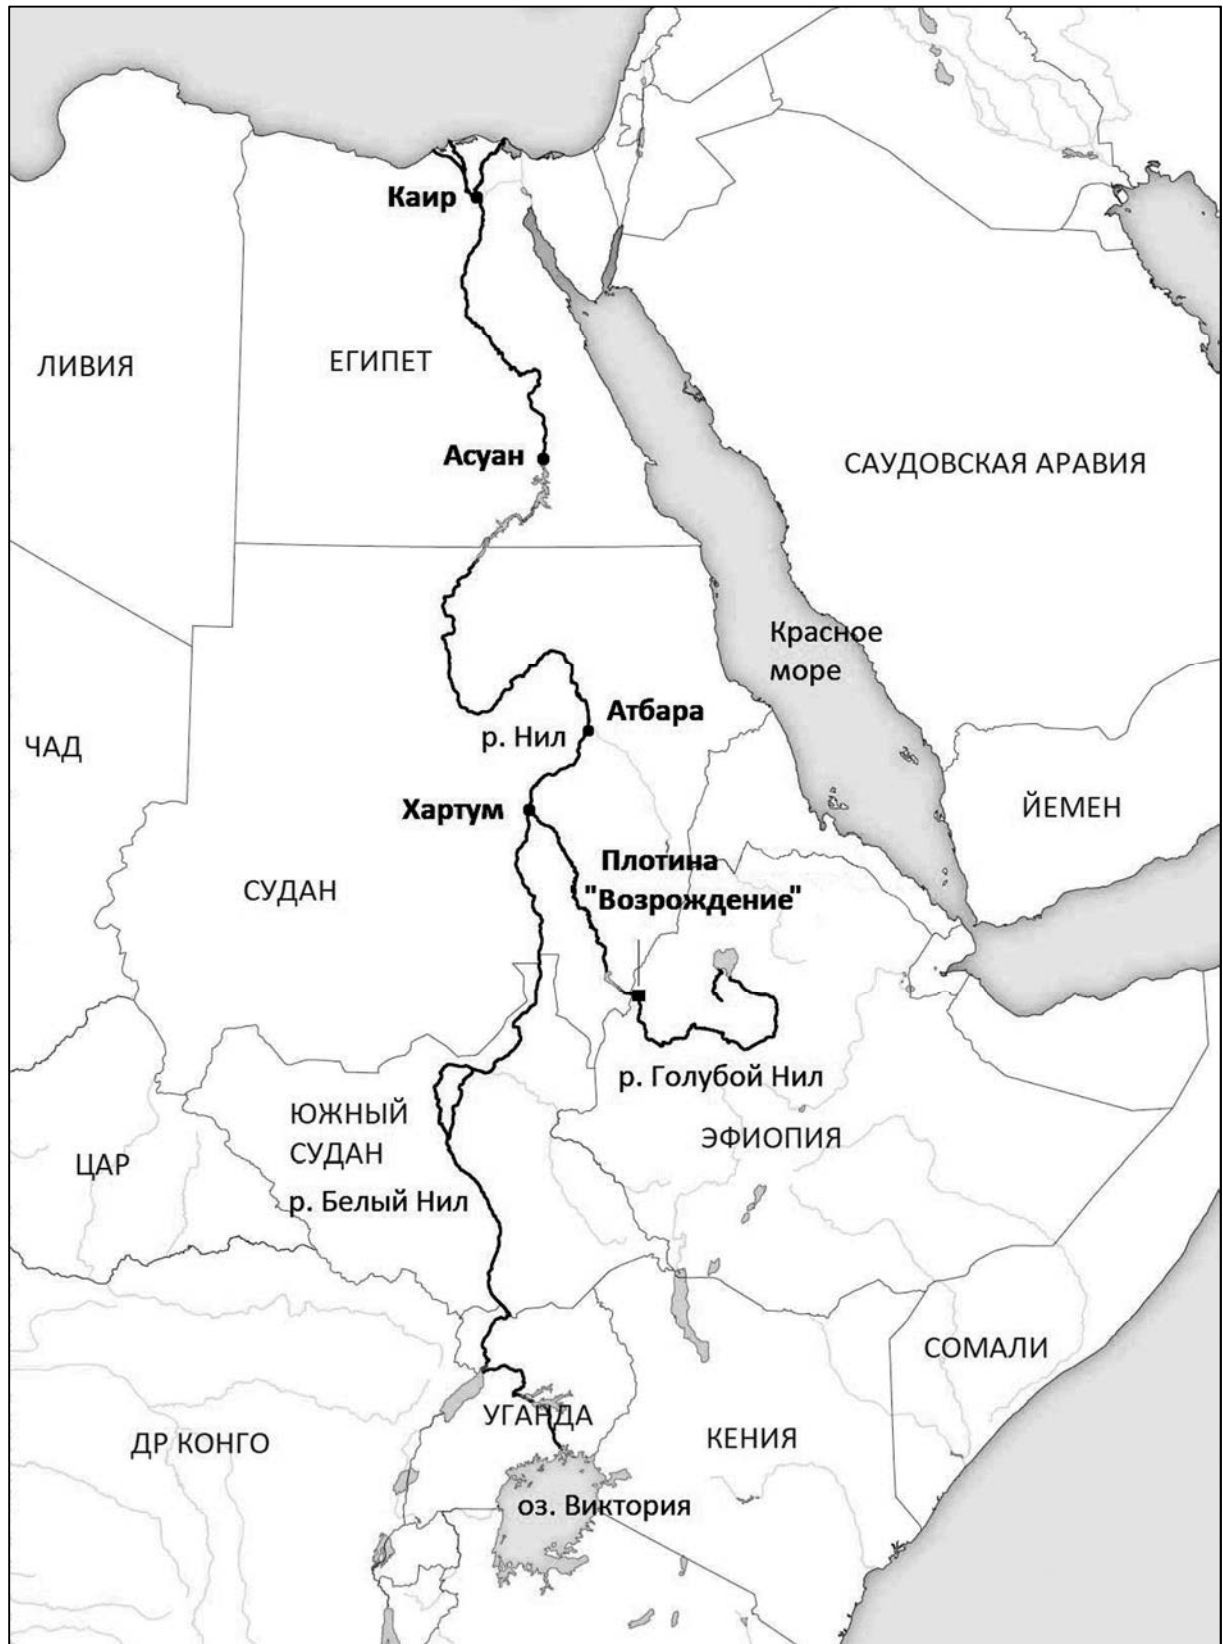 Каир
ЛИВИЯ
ЕГИПЕТ
Асуан
САУДОВСКАЯ АРАВИЯ
Красное
море
Атбара
р. Нил
ЧАД
Хартум
ЙЕМЕН
Плотина
"Возрождение"
СУДАН
р. Голубой Нил
ЮЖНЫЙ
СУДАН
ЭФИОПИЯ
ЦАР
р. Белый Нил
СОМАЛИ
УГАНДА
КЕНИЯ
ДР КОНГО
оз. Виктория